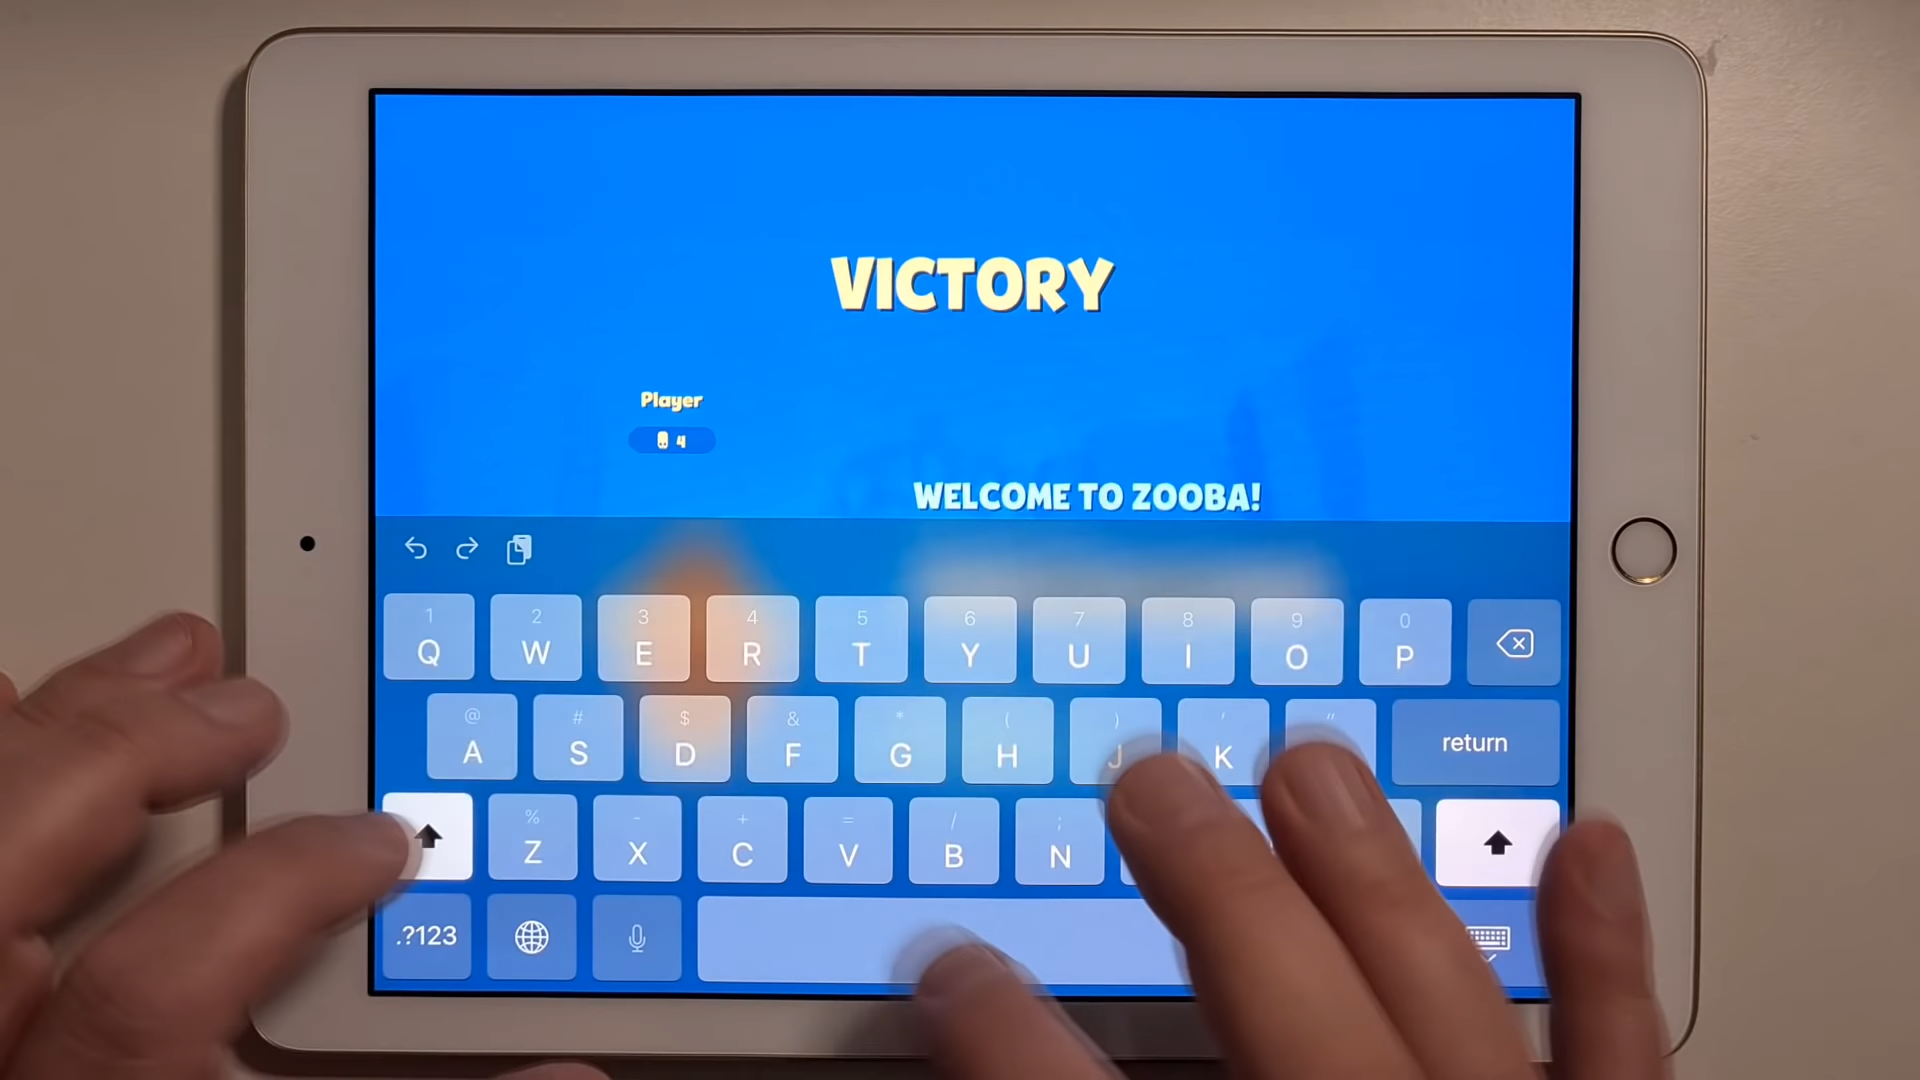 VICTORY
Player
4
WELCOME TO ZOOBA!
1 2 3 4 5 6 7 8 9 0
Q W E R T Y U I O P
@ # $ & * ( ) ' "
A S D F G H J K return
% - + = / ;
Z X C V B N
.?123